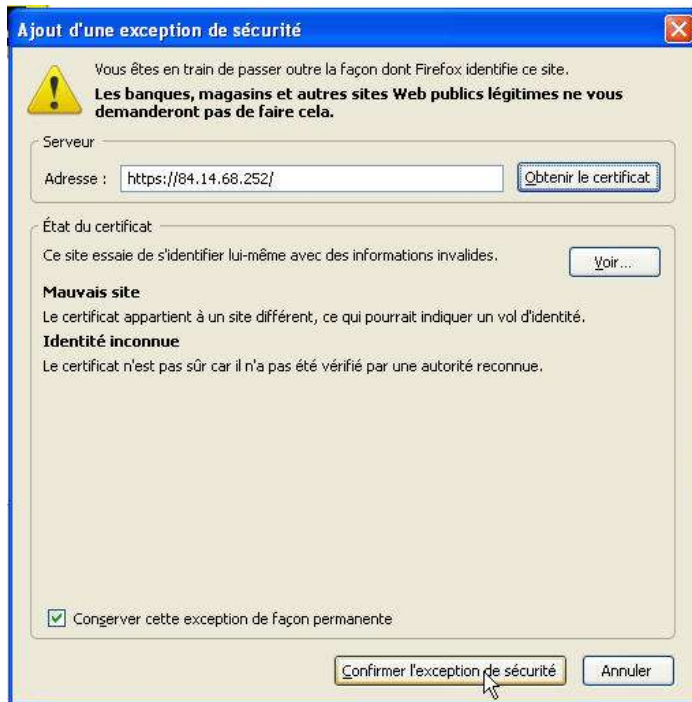 Ajout d'une exception de sécurité
Vous êtes en train de passer outre la façon dont Firefox identifie ce site.
Les banques, magasins et autres sites Web publics légitimes ne vous
demanderont pas de faire cela.
Serveur
Adresse : https://84.14.68.252/ Obtenir le certificat
État du certificat
Ce site essaie de s'identifier lui-même avec des informations invalides. Voir...
Mauvais site
Le certificat appartient à un site différent, ce qui pourrait indiquer un vol d'identité.
Identité inconnue
Le certificat n'est pas sûr car il n'a pas été vérifié par une autorité reconnue.
Conserver cette exception de façon permanente
Confirmer l'exception de sécurité Annuler